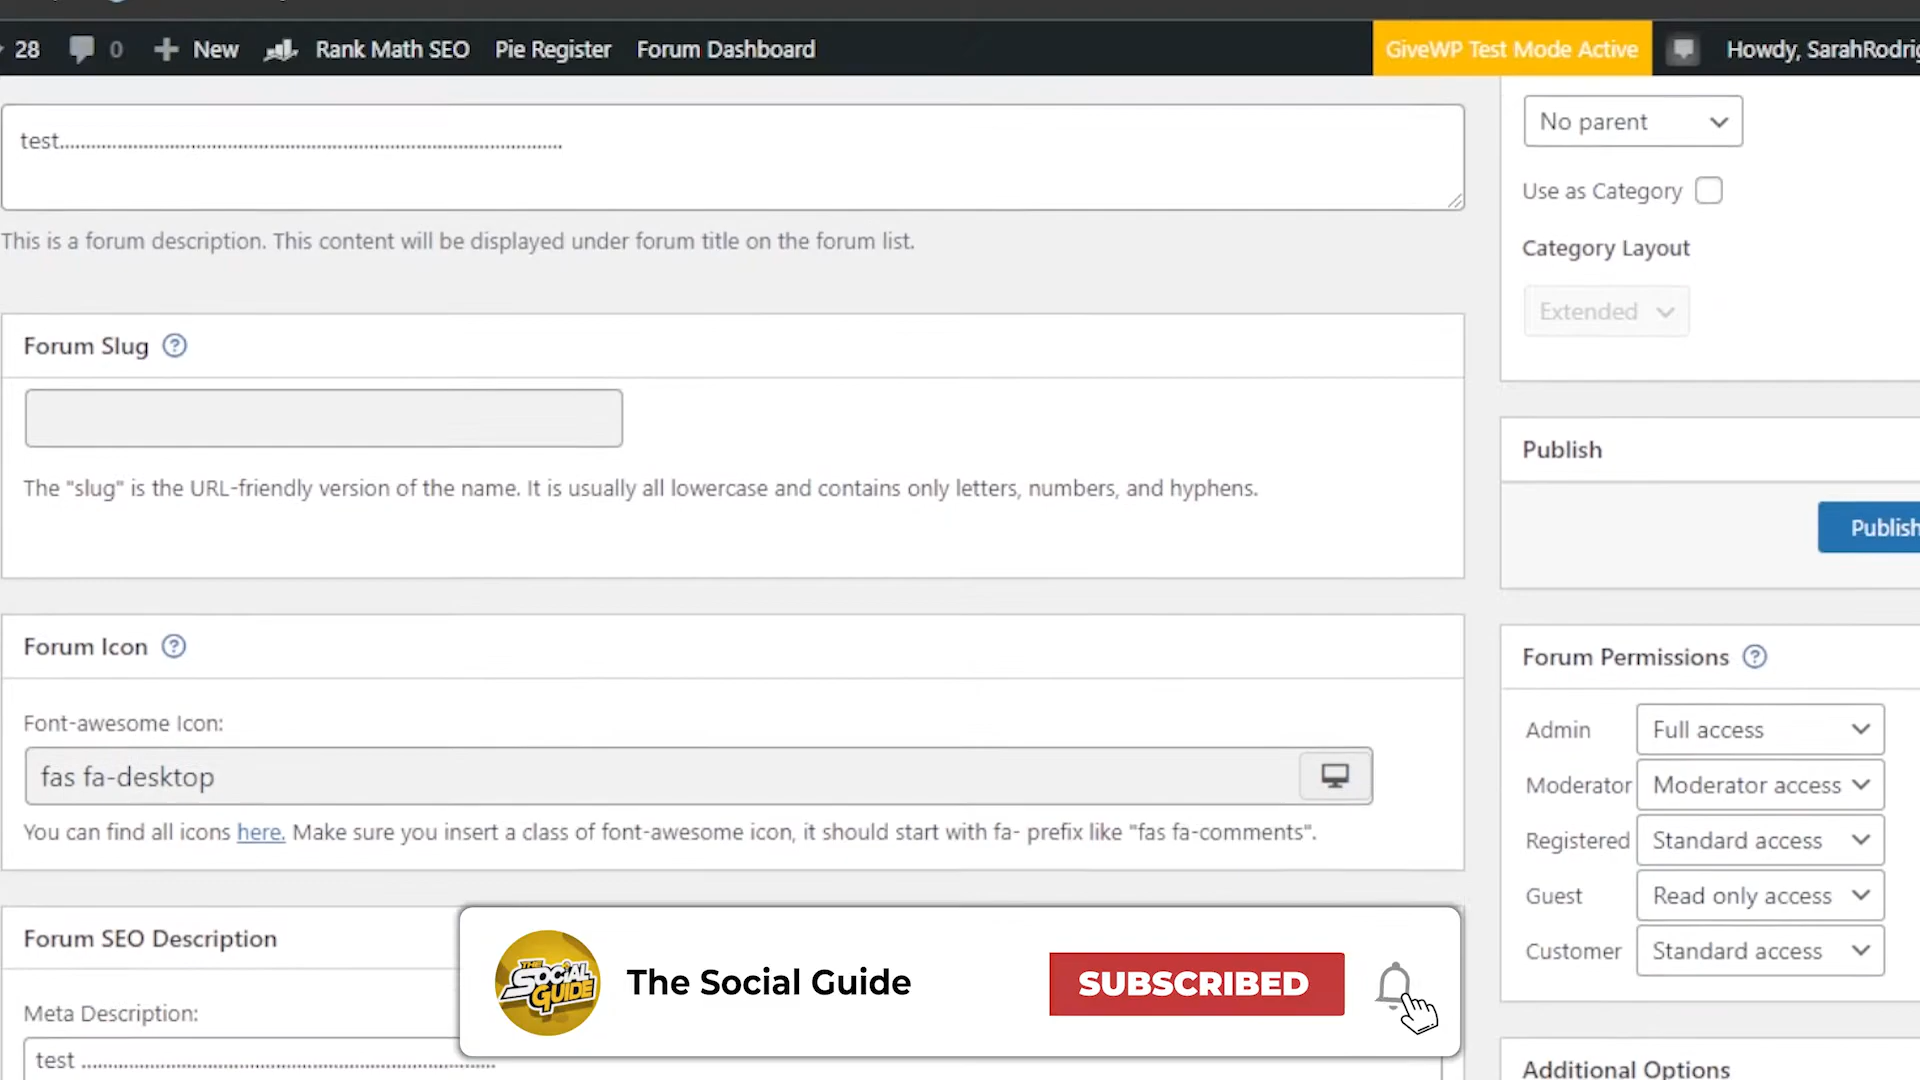 28 0 New Rank Math SEO Pie Register Forum Dashboard GiveWP Test Mode Active Howdy, SarahRodrig
test..............................................................................................
This is a forum description. This content will be displayed under forum title on the forum list.
Forum Slug ?
The "slug" is the URL-friendly version of the name. It is usually all lowercase and contains only letters, numbers, and hyphens.
Forum Icon ?
Font-awesome Icon:
fas fa-desktop
You can find all icons here. Make sure you insert a class of font-awesome icon, it should start with fa- prefix like "fas fa-comments".
Forum SEO Description
Meta Description:
test ..............................................................................
No parent
Use as Category
Category Layout
Extended
Publish
Publish
Forum Permissions ?
Admin Full access
Moderator Moderator access
Registered Standard access
Guest Read only access
Customer Standard access
Additional Options
THE SOCIAL GUIDE
The Social Guide
SUBSCRIBED